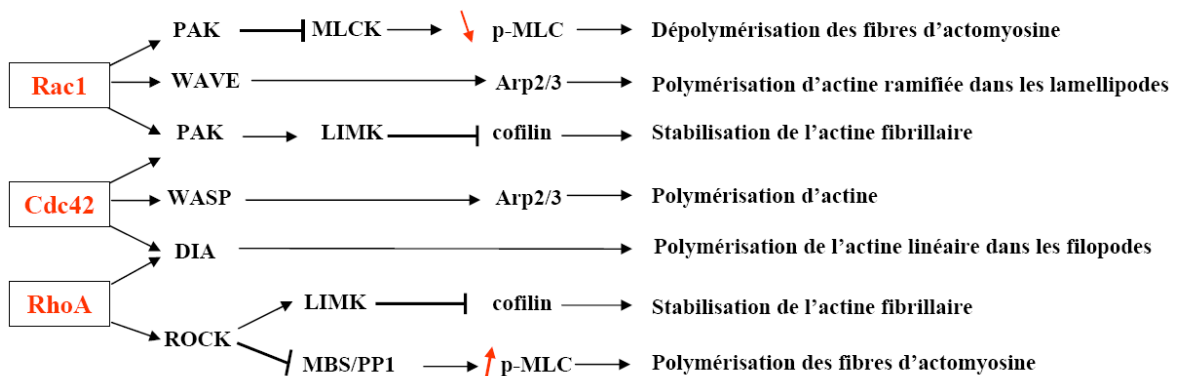 PAK MLCK p-MLC Dépolymérisation des fibres d'actomyosine
Rac1 WAVE Arp2/3 Polymérisation d'actine ramifiée dans les lamellipodes
PAK LIMK cofilin Stabilisation de l'actine fibrillaire
Cdc42 WASP Arp2/3 Polymérisation d'actine
DIA Polymérisation de l'actine linéaire dans les filopodes
RhoA LIMK cofilin Stabilisation de l'actine fibrillaire
ROCK
MBS/PP1 p-MLC Polymérisation des fibres d'actomyosine